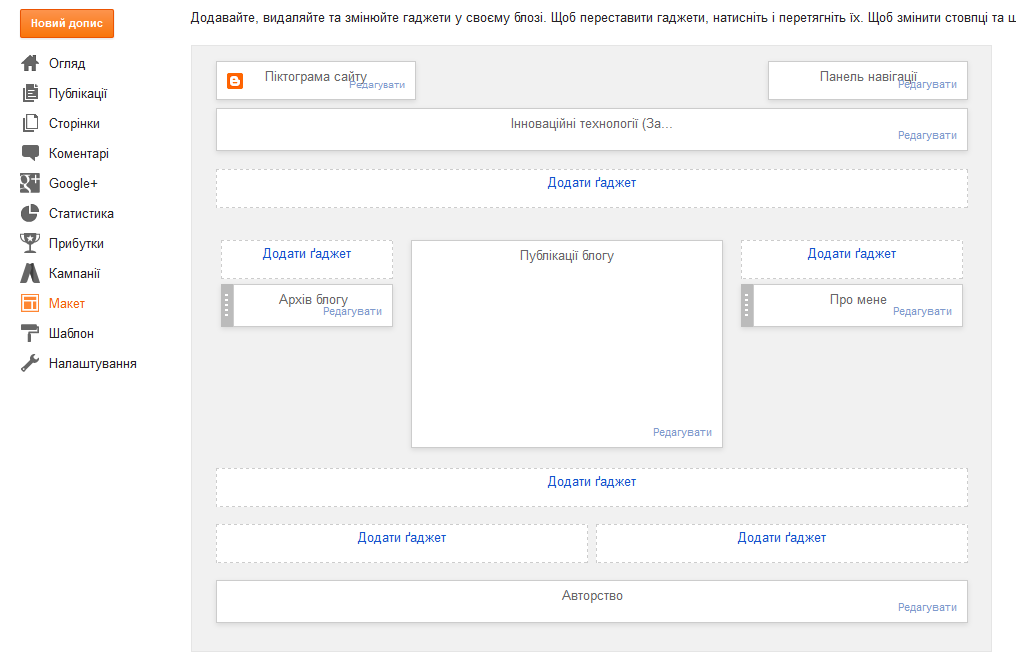 Новий допис
Додавайте, видаляйте та змінюйте гаджети у своєму блозі. Щоб переставити гаджети, натисніть і перетягніть їх. Щоб змінити стовпці та ш
Огляд
Публікації
Сторінки
Коментарі
Google+
Статистика
Прибутки
Кампанії
Макет
Шаблон
Налаштування
Піктограма сайту
Редагувати
Панель навігації
Редагувати
Інноваційні технології (За...
Редагувати
Додати ґаджет
Додати ґаджет
Архів блогу
Редагувати
Публікації блогу
Редагувати
Додати ґаджет
Про мене
Редагувати
Додати ґаджет
Додати ґаджет
Додати ґаджет
Авторство
Редагувати